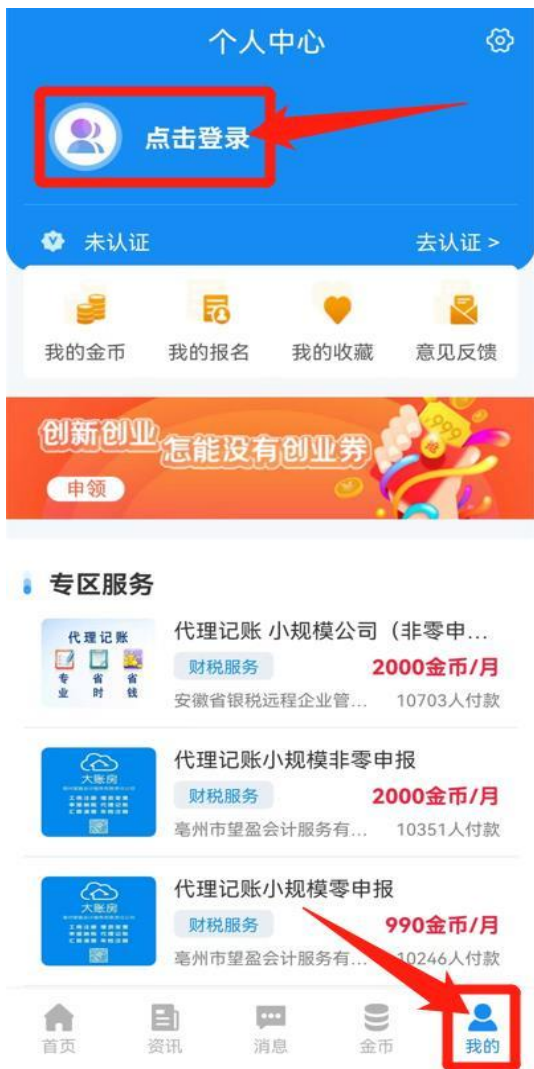 个人中心
点击登录
未认证
去认证 >
我的金币 我的报名 我的收藏 意见反馈
创新创业 怎能没有创业券
申领
专区服务
代理记账
专业 省时 省钱
代理记账 小规模公司（非零申...
财税服务
2000金币/月
安徽省银税远程企业管...
10703人付款
大账房
代理记账小规模非零申报
财税服务
2000金币/月
亳州市望盈会计服务有...
10351人付款
大账房
代理记账小规模零申报
财税服务
990金币/月
亳州市望盈会计服务有...
10246人付款
首页 资讯 消息 金币 我的